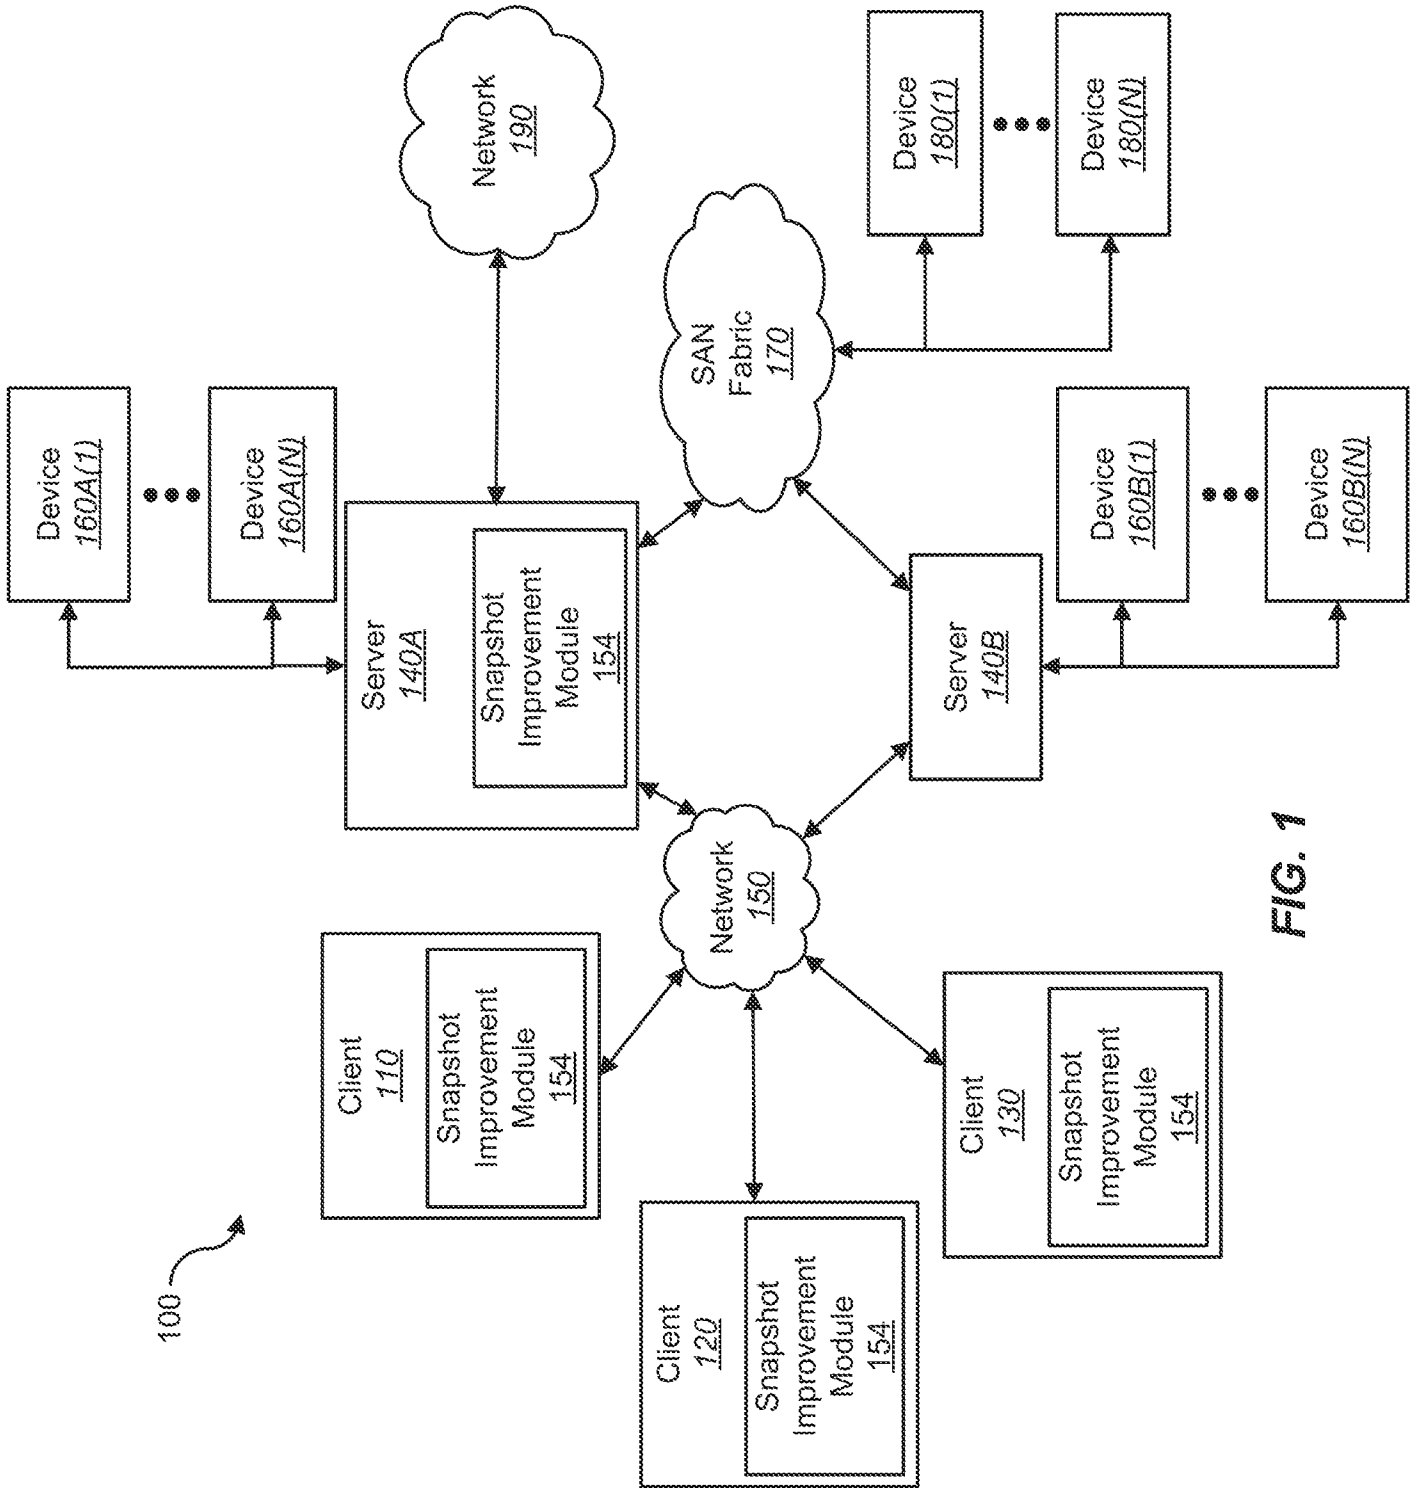 100
Client
110
Snapshot
Improvement
Module
154
Client
120
Snapshot
Improvement
Module
154
Client
130
Snapshot
Improvement
Module
154
Network
150
Server
140A
Snapshot
Improvement
Module
154
Server
140B
Device
160A(1)
Device
160A(N)
Device
160B(1)
Device
160B(N)
SAN
Fabric
170
Network
190
Device
180(1)
Device
180(N)
FIG. 1